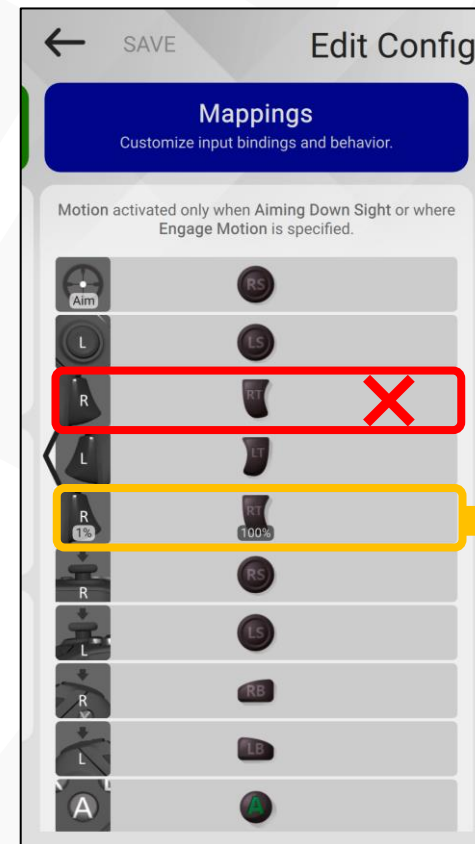 SAVE Edit Config
Mappings
Customize input bindings and behavior.
Motion activated only when Aiming Down Sight or where
Engage Motion is specified.
Aim RS
L LS
R RT
L LT
R RT
1% 100%
R RS
L LS
R RB
L LB
A A